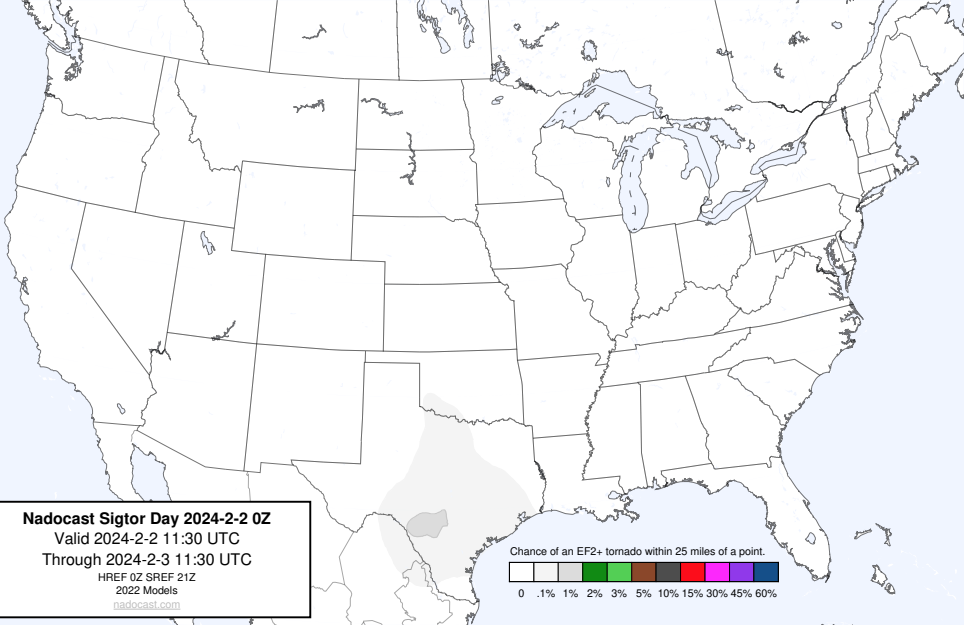 Nadocast Sigtor Day 2024-2-2 0Z
Valid 2024-2-2 11:30 UTC
Through 2024-2-3 11:30 UTC
HREF 0Z SREF 21Z
2022 Models
nadocast.com
Chance of an EF2+ tornado within 25 miles of a point.
0 .1% 1% 2% 3% 5% 10% 15% 30% 45% 60%